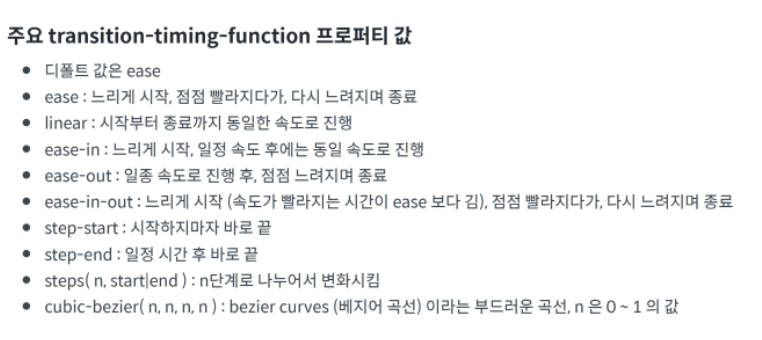 주요 transition-timing-function 프로퍼티 값
• 디폴트 값은 ease
• ease : 느리게 시작, 점점 빨라지다가, 다시 느려지며 종료
• linear : 시작부터 종료까지 동일한 속도로 진행
• ease-in : 느리게 시작, 일정 속도 후에는 동일 속도로 진행
• ease-out : 일종 속도로 진행 후, 점점 느려지며 종료
• ease-in-out : 느리게 시작 (속도가 빨라지는 시간이 ease 보다 김), 점점 빨라지다가, 다시 느려지며 종료
• step-start : 시작하지마자 바로 끝
• step-end : 일정 시간 후 바로 끝
• steps( n, start|end ) : n단계로 나누어서 변화시킴
• cubic-bezier( n, n, n, n ) : bezier curves (베지어 곡선) 이라는 부드러운 곡선, n 은 0 ~ 1 의 값